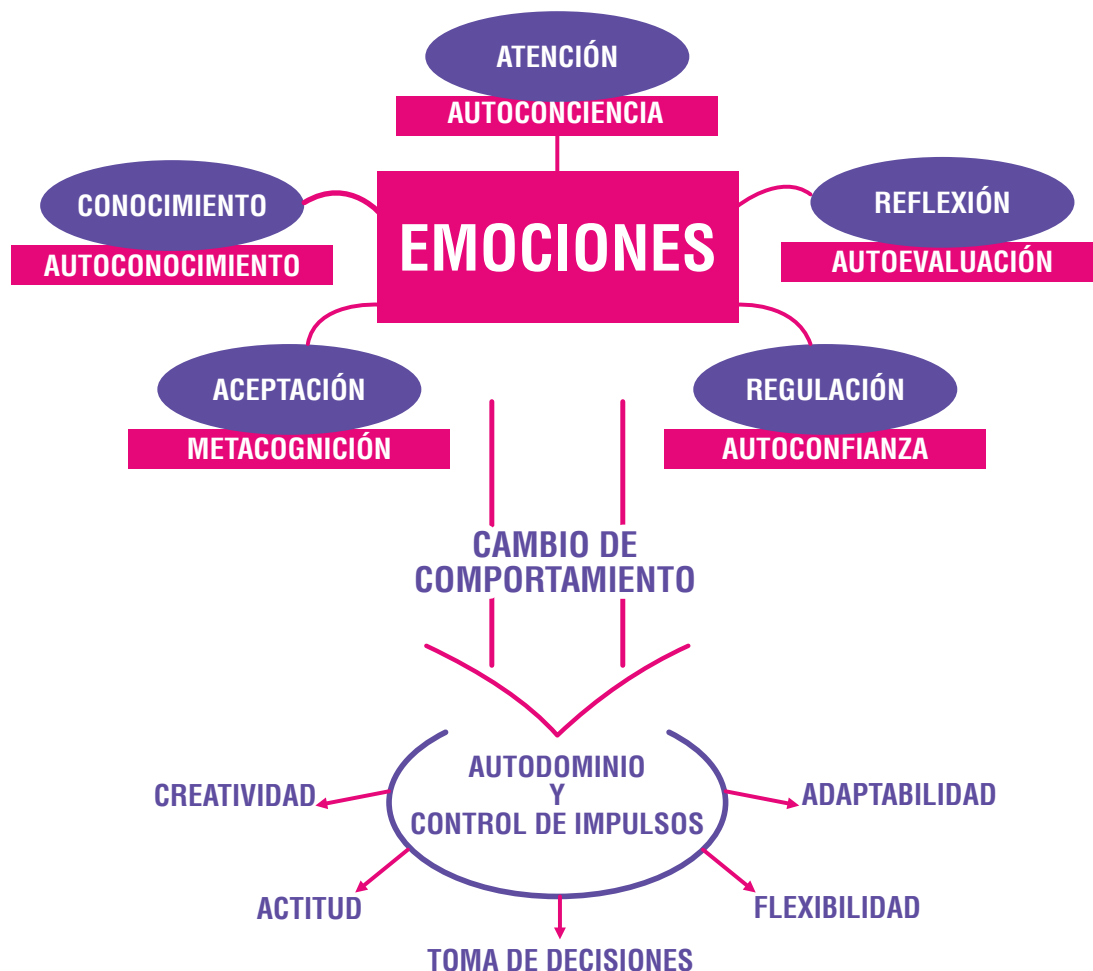 ATENCIÓN
AUTOCONCIENCIA
CONOCIMIENTO
AUTOCONOCIMIENTO
EMOCIONES
REFLEXIÓN
AUTOEVALUACIÓN
ACEPTACIÓN
METACOGNICIÓN
REGULACIÓN
AUTOCONFIANZA
CAMBIO DE
COMPORTAMIENTO
AUTODOMINIO
Y
CONTROL DE IMPULSOS
CREATIVIDAD
ADAPTABILIDAD
ACTITUD
FLEXIBILIDAD
TOMA DE DECISIONES